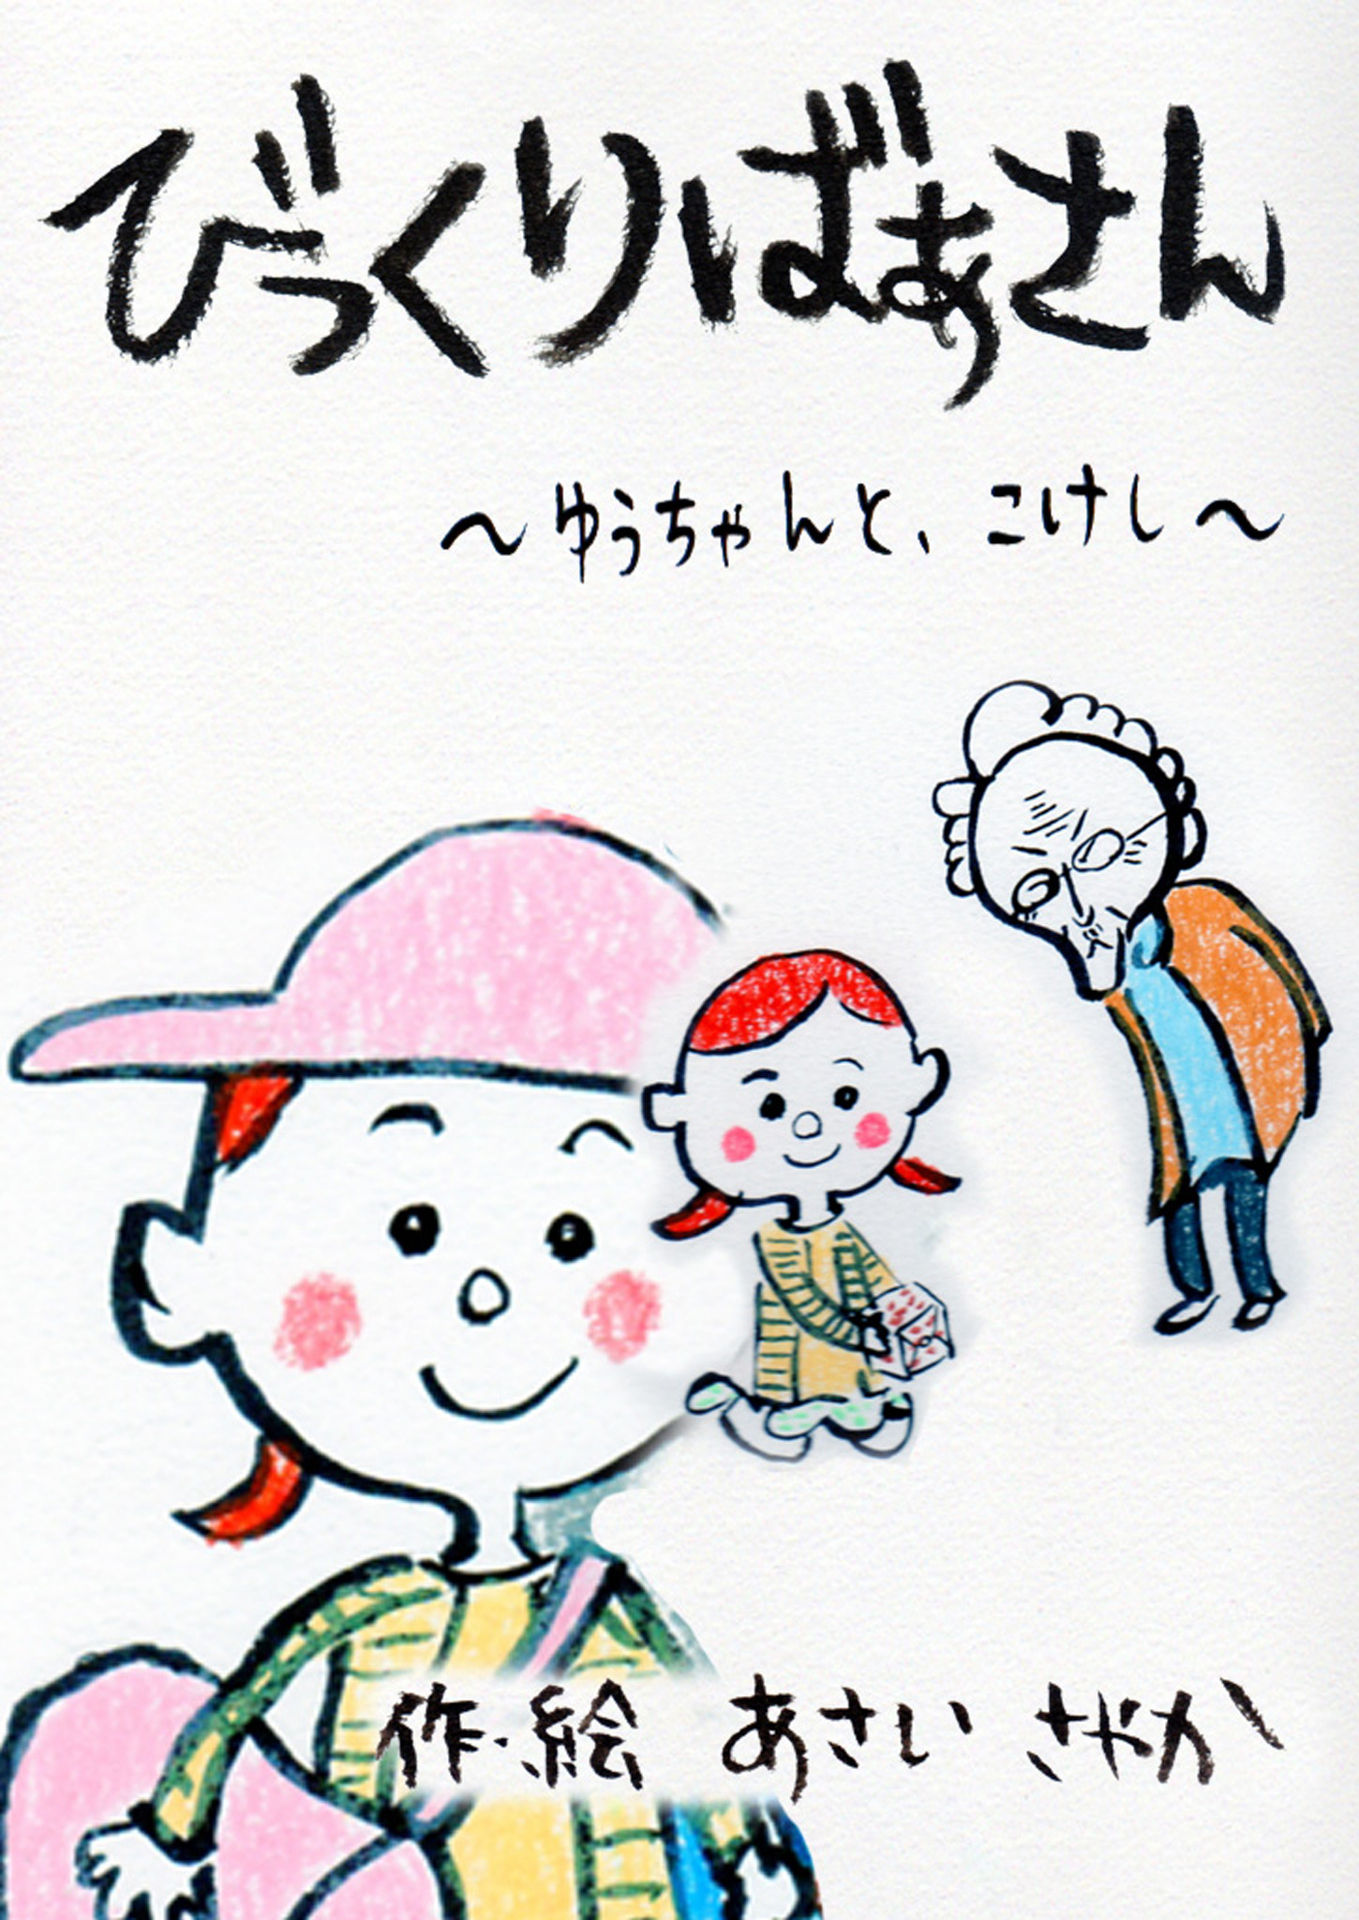 びっくりばぁさん
～ゆうちゃんと、こけし～
作・絵 あさい さやか